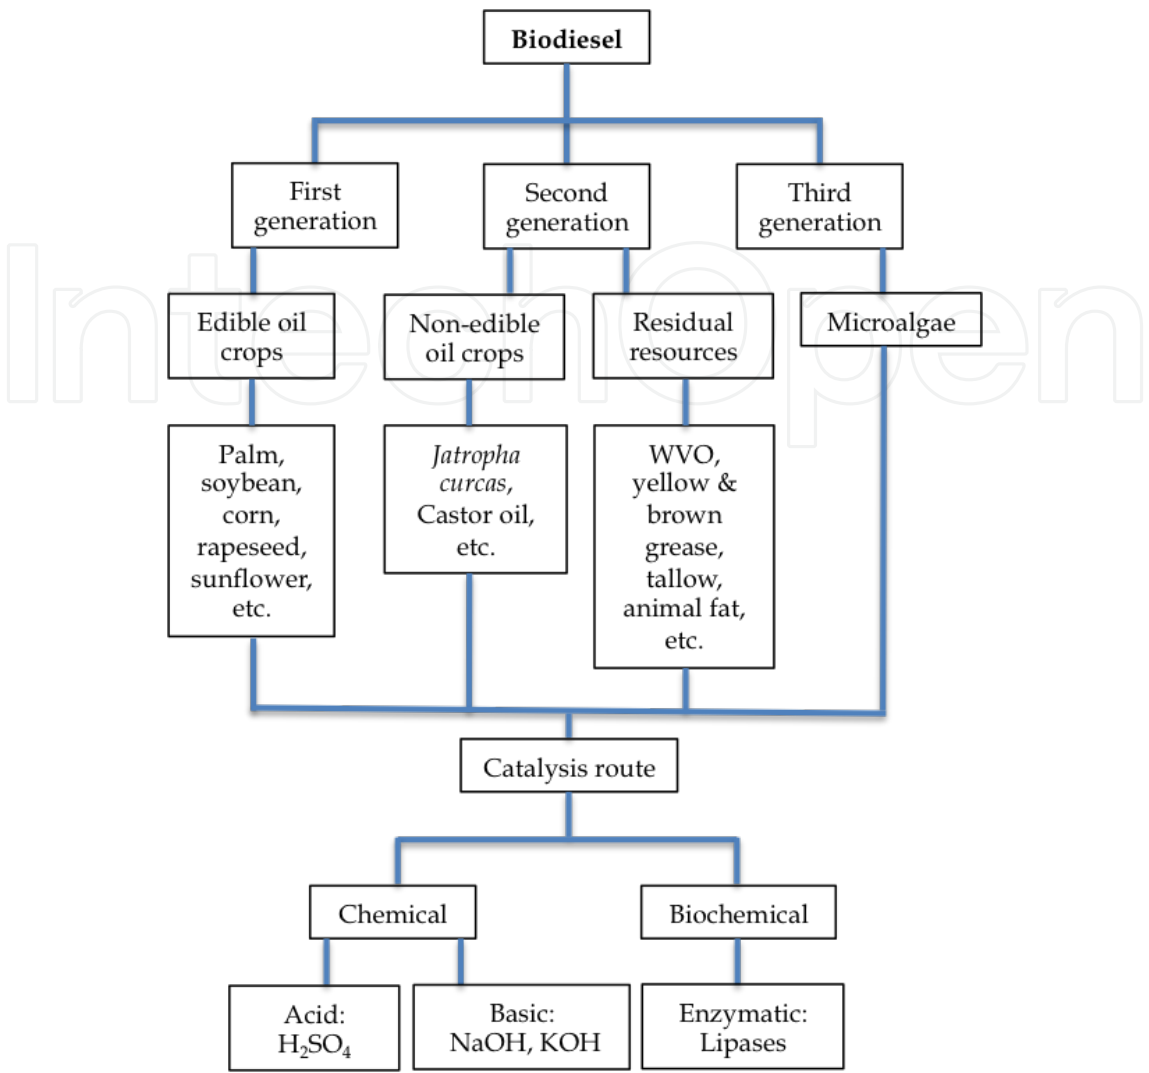 Biodiesel
First
generation
Second
generation
Third
generation
Edible oil
crops
Non-edible
oil crops
Residual
resources
Microalgae
Palm,
soybean,
corn,
rapeseed,
sunflower,
etc.
Jatropha
curcas,
Castor oil,
etc.
WVO,
yellow &
brown
grease,
tallow,
animal fat,
etc.
Catalysis route
Chemical
Biochemical
Acid:
H₂SO₄
Basic:
NaOH, KOH
Enzymatic:
Lipases
IntechOpen